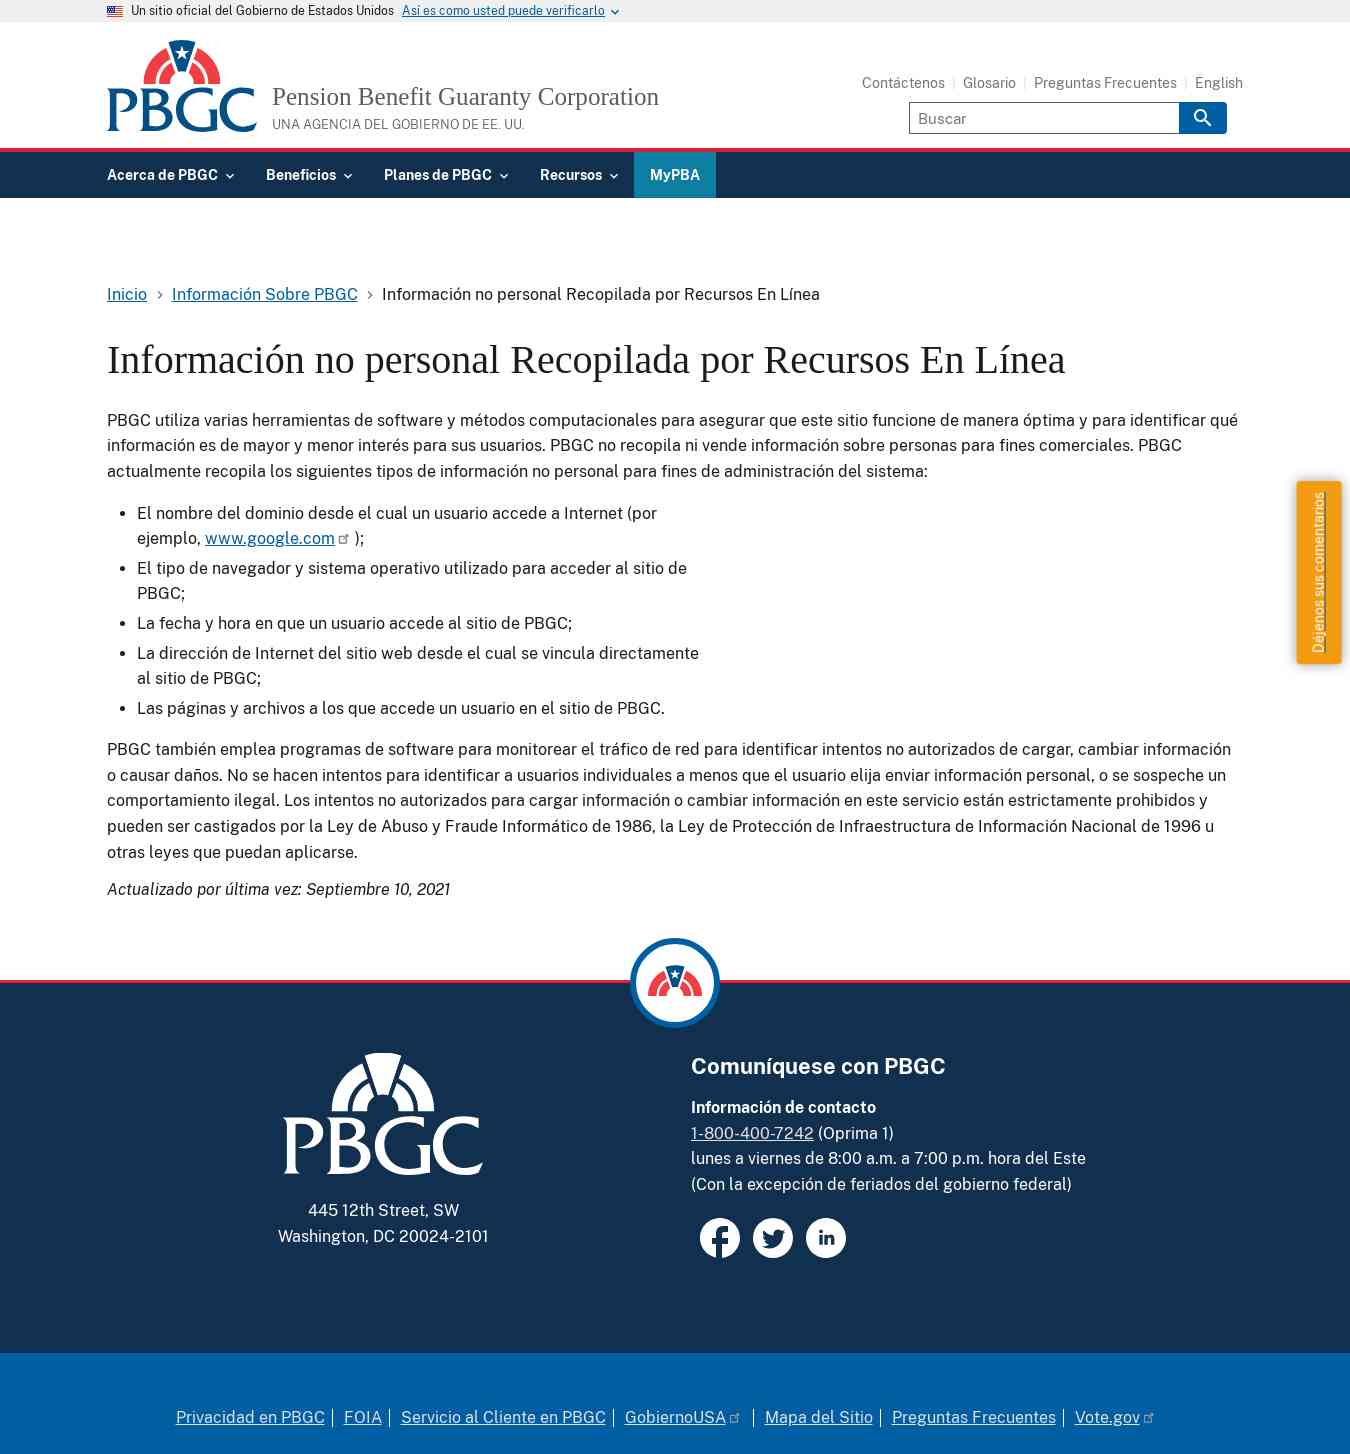 Un sitio oficial del Gobierno de Estados Unidos Así es como usted puede verificarlo
PBGC
Pension Benefit Guaranty Corporation
UNA AGENCIA DEL GOBIERNO DE EE. UU.
Contáctenos Glosario Preguntas Frecuentes English
Buscar
Acerca de PBGC Beneficios Planes de PBGC Recursos MyPBA
Inicio Información Sobre PBGC Información no personal Recopilada por Recursos En Línea
Información no personal Recopilada por Recursos En Línea
PBGC utiliza varias herramientas de software y métodos computacionales para asegurar que este sitio funcione de manera óptima y para identificar qué
información es de mayor y menor interés para sus usuarios. PBGC no recopila ni vende información sobre personas para fines comerciales. PBGC
actualmente recopila los siguientes tipos de información no personal para fines de administración del sistema:
• El nombre del dominio desde el cual un usuario accede a Internet (por
ejemplo, www.google.com );
• El tipo de navegador y sistema operativo utilizado para acceder al sitio de
PBGC;
• La fecha y hora en que un usuario accede al sitio de PBGC;
• La dirección de Internet del sitio web desde el cual se vincula directamente
al sitio de PBGC;
• Las páginas y archivos a los que accede un usuario en el sitio de PBGC.
Déjenos sus comentarios
PBGC también emplea programas de software para monitorear el tráfico de red para identificar intentos no autorizados de cargar, cambiar información
o causar daños. No se hacen intentos para identificar a usuarios individuales a menos que el usuario elija enviar información personal, o se sospeche un
comportamiento ilegal. Los intentos no autorizados para cargar información o cambiar información en este servicio están estrictamente prohibidos y
pueden ser castigados por la Ley de Abuso y Fraude Informático de 1986, la Ley de Protección de Infraestructura de Información Nacional de 1996 u
otras leyes que puedan aplicarse.
Actualizado por última vez: Septiembre 10, 2021
PBGC
445 12th Street, SW
Washington, DC 20024-2101
Comuníquese con PBGC
Información de contacto
1-800-400-7242 (Oprima 1)
lunes a viernes de 8:00 a.m. a 7:00 p.m. hora del Este
(Con la excepción de feriados del gobierno federal)
Privacidad en PBGC FOIA Servicio al Cliente en PBGC GobiernoUSA Mapa del Sitio Preguntas Frecuentes Vote.gov